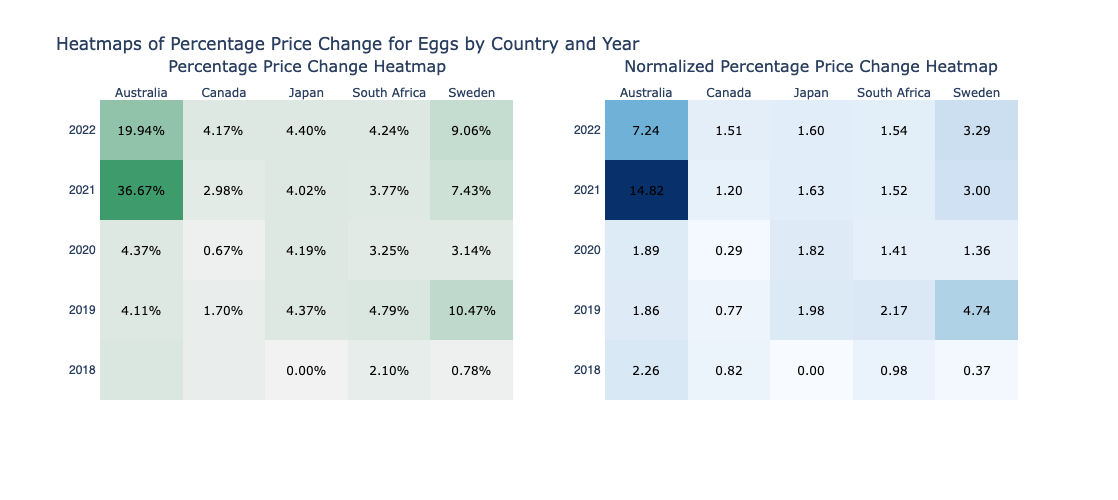 Heatmaps of Percentage Price Change for Eggs by Country and Year
Percentage Price Change Heatmap
Australia Canada Japan South Africa Sweden
2022 19.94% 4.17% 4.40% 4.24% 9.06%
2021 36.67% 2.98% 4.02% 3.77% 7.43%
2020 4.37% 0.67% 4.19% 3.25% 3.14%
2019 4.11% 1.70% 4.37% 4.79% 10.47%
2018 0.00% 2.10% 0.78%
Normalized Percentage Price Change Heatmap
Australia Canada Japan South Africa Sweden
2022 7.24 1.51 1.60 1.54 3.29
2021 14.82 1.20 1.63 1.52 3.00
2020 1.89 0.29 1.82 1.41 1.36
2019 1.86 0.77 1.98 2.17 4.74
2018 2.26 0.82 0.00 0.98 0.37